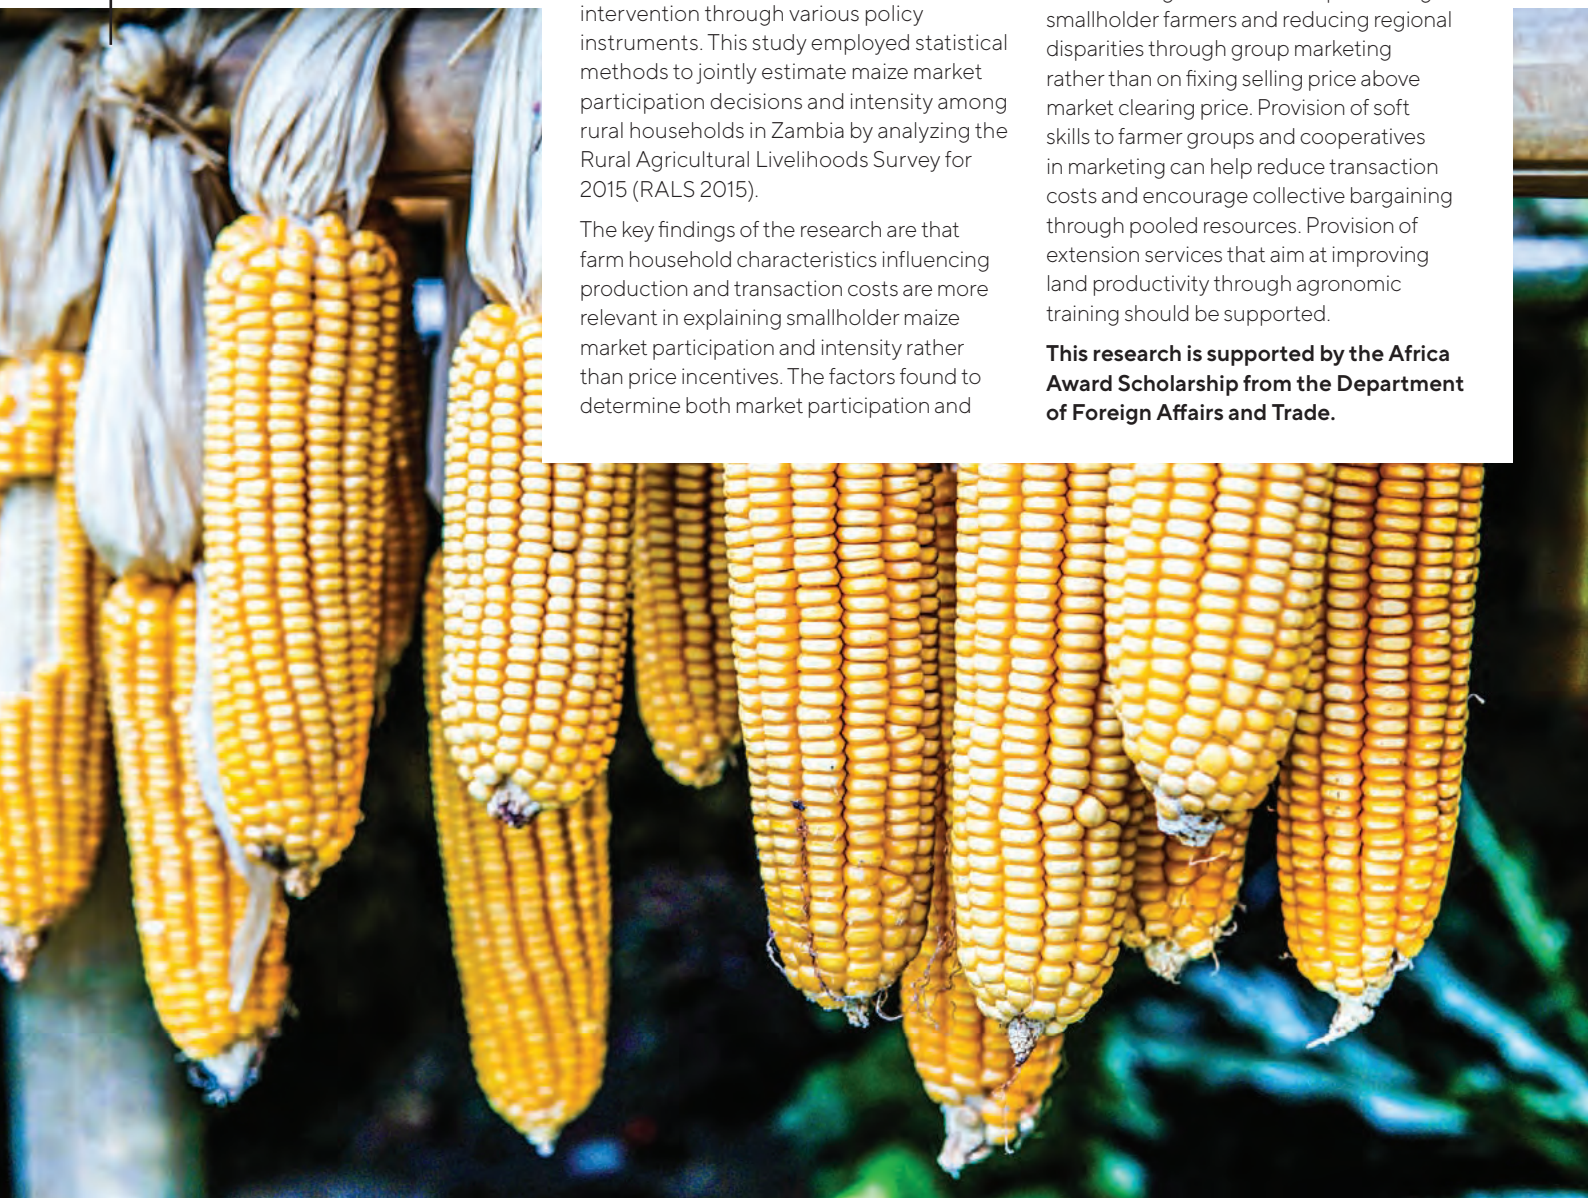 intervention through various policy
instruments. This study employed statistical
methods to jointly estimate maize market
participation decisions and intensity among
rural households in Zambia by analyzing the
Rural Agricultural Livelihoods Survey for
2015 (RALS 2015).
The key findings of the research are that
farm household characteristics influencing
production and transaction costs are more
relevant in explaining smallholder maize
market participation and intensity rather
than price incentives. The factors found to
determine both market participation and
smallholder farmers and reducing regional
disparities through group marketing
rather than on fixing selling price above
market clearing price. Provision of soft
skills to farmer groups and cooperatives
in marketing can help reduce transaction
costs and encourage collective bargaining
through pooled resources. Provision of
extension services that aim at improving
land productivity through agronomic
training should be supported.
This research is supported by the Africa
Award Scholarship from the Department
of Foreign Affairs and Trade.